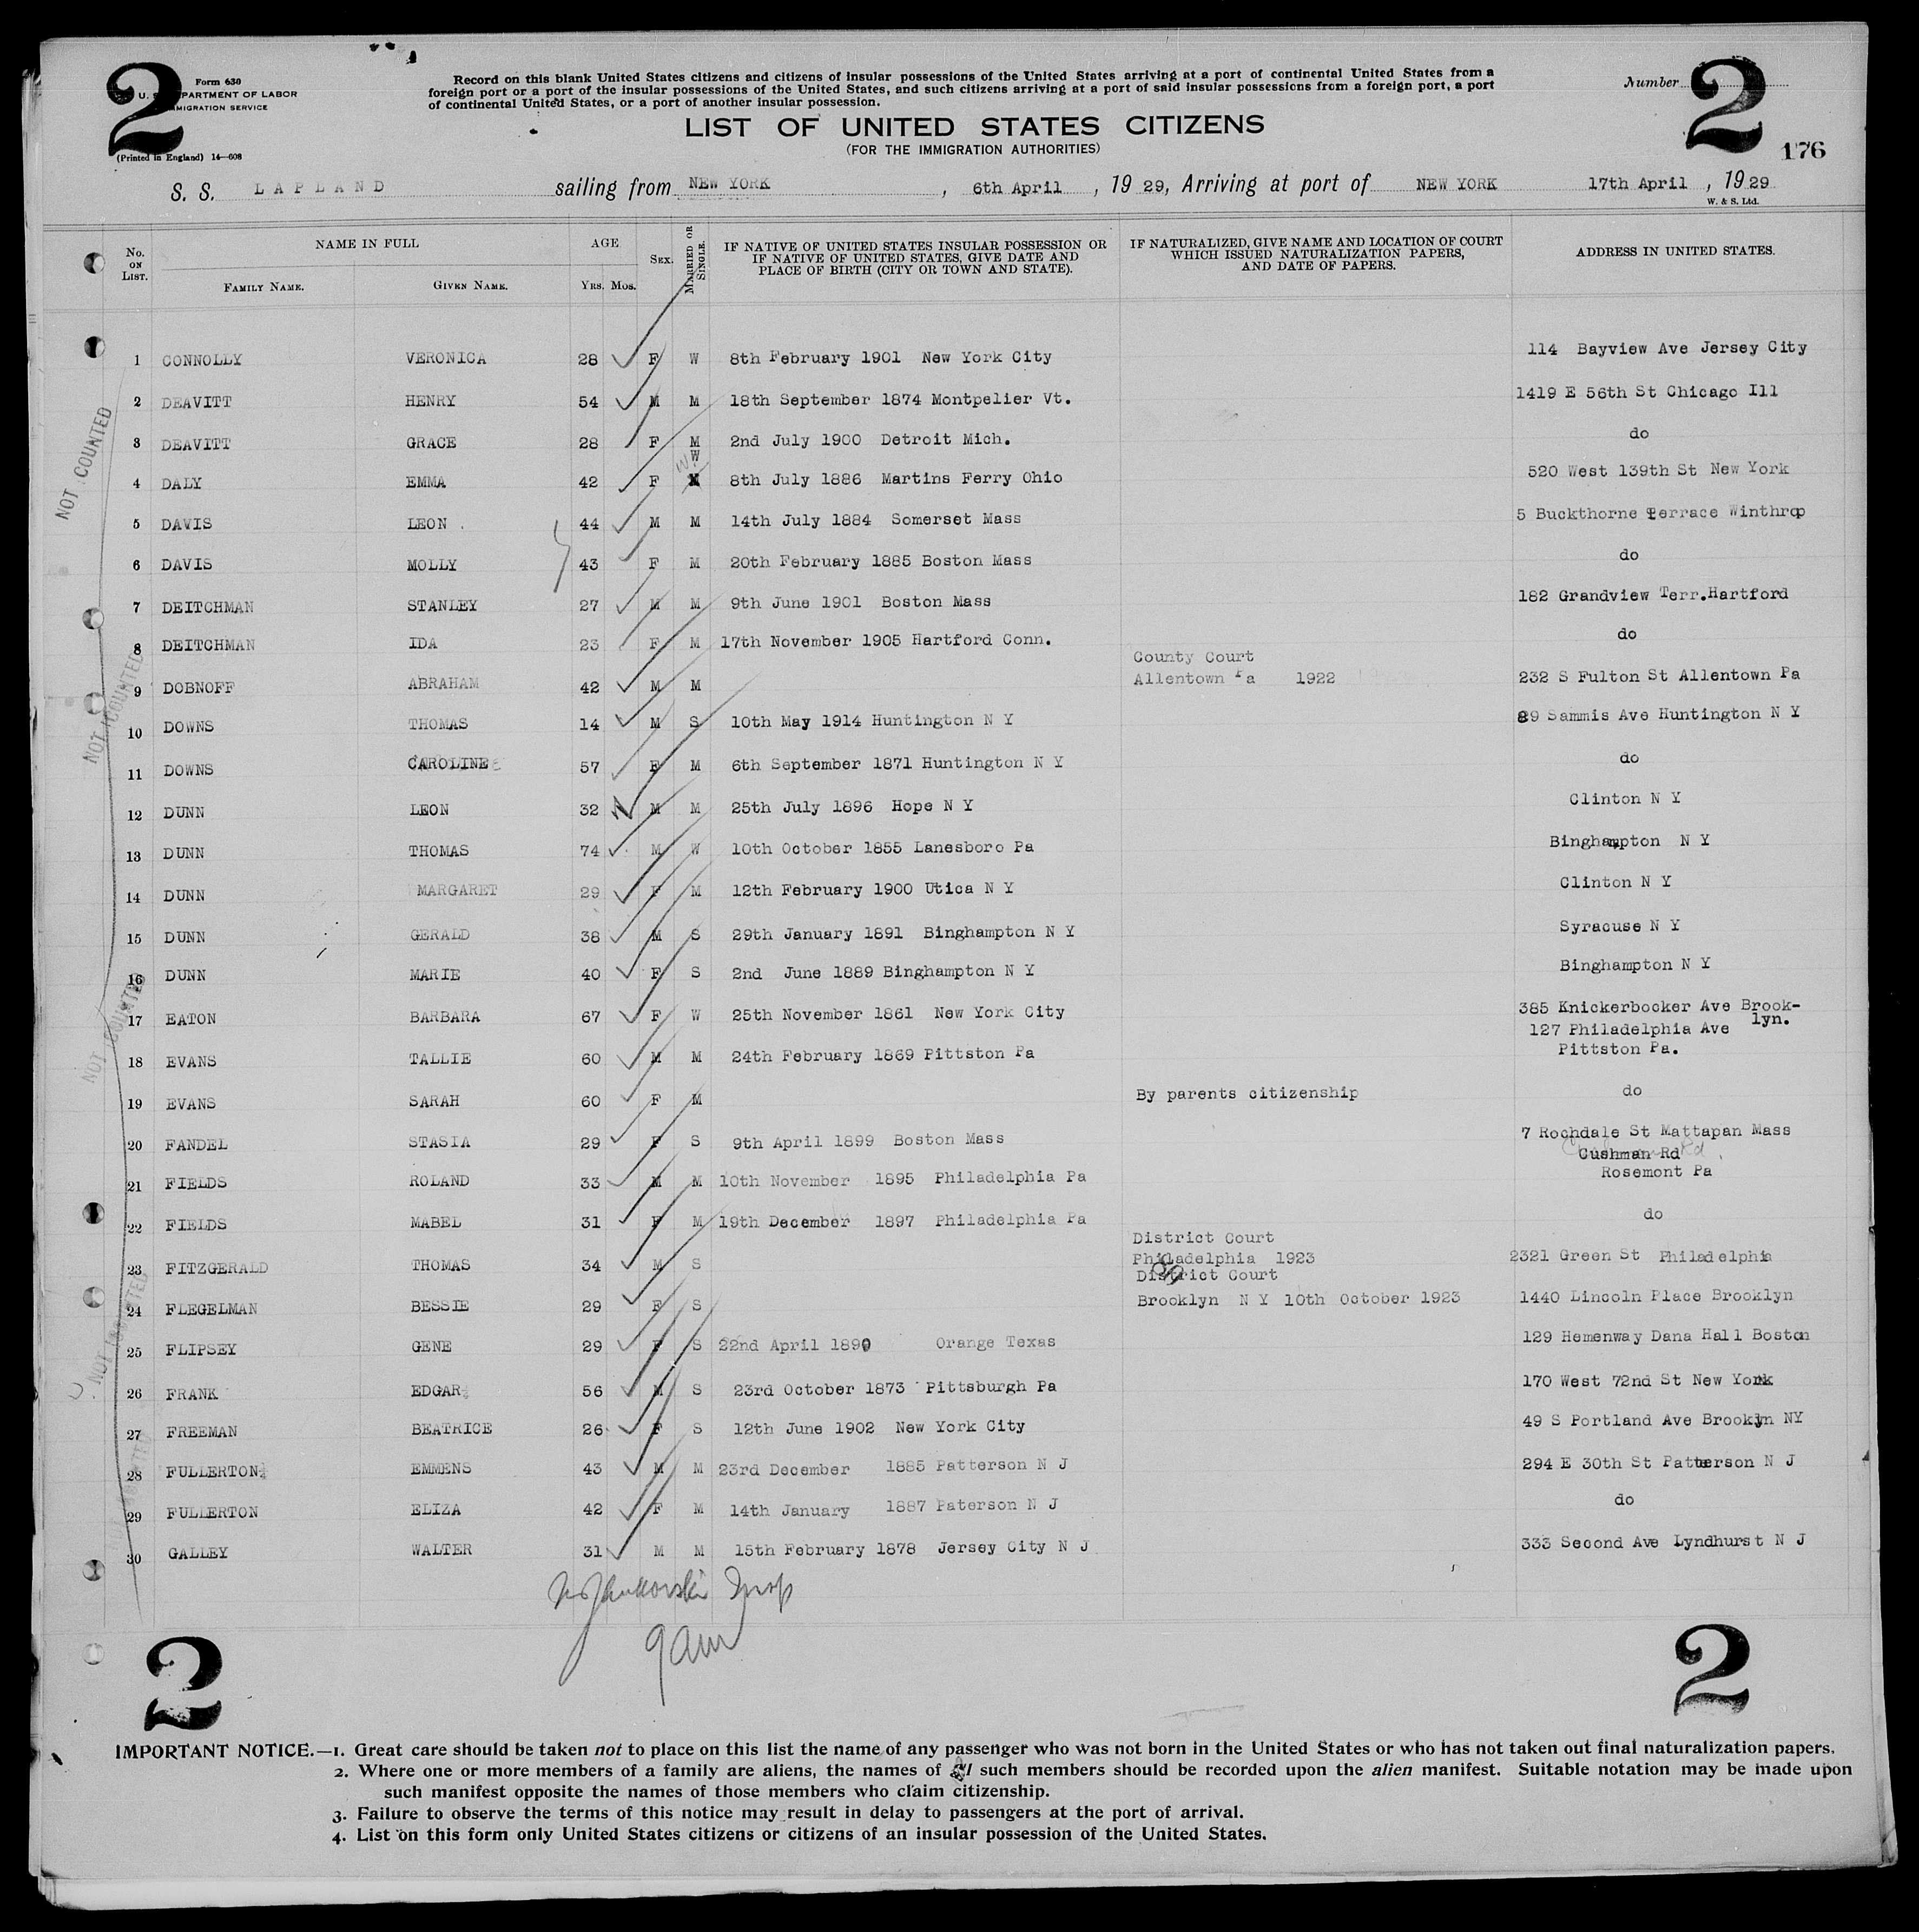 2
Form 630
U. S. DEPARTMENT OF LABOR
IMMIGRATION SERVICE
(Printed in England) 14—608
Record on this blank United States citizens and citizens of insular possessions of the United States arriving at a port of continental United States from a
foreign port or a port of the insular possessions of the United States, and such citizens arriving at a port of said insular possessions from a foreign port, a port
of continental United States, or a port of another insular possession.
LIST OF UNITED STATES CITIZENS
(FOR THE IMMIGRATION AUTHORITIES)
Number 2
176
S. S. LAPLAND sailing from NEW YORK, 6th April, 1929, Arriving at port of NEW YORK 17th April, 1929
W. & S. Ltd.
No. ON LIST. NAME IN FULL FAMILY NAME. GIVEN NAME. AGE YRS. MOS. SEX. MARRIED OR SINGLE. IF NATIVE OF UNITED STATES INSULAR POSSESSION OR IF NATIVE OF UNITED STATES, GIVE DATE AND PLACE OF BIRTH (CITY OR TOWN AND STATE). IF NATURALIZED, GIVE NAME AND LOCATION OF COURT WHICH ISSUED NATURALIZATION PAPERS, AND DATE OF PAPERS. ADDRESS IN UNITED STATES.
1 CONNOLLY VERONICA 28 F W 8th February 1901 New York City 114 Bayview Ave Jersey City
2 DEAVITT HENRY 54 M M 18th September 1874 Montpelier Vt. 1419 E 56th St Chicago Ill
3 DEAVITT GRACE 28 F M 2nd July 1900 Detroit Mich. do
4 DALY EMMA 42 F W 8th July 1886 Martins Ferry Ohio 520 West 139th St New York
5 DAVIS LEON 44 M M 14th July 1884 Somerset Mass 5 Buckthorne Terrace Winthrop
6 DAVIS MOLLY 43 F M 20th February 1885 Boston Mass do
7 DEITCHMAN STANLEY 27 M M 9th June 1901 Boston Mass 182 Grandview Terr.Hartford
8 DEITCHMAN IDA 23 F M 17th November 1905 Hartford Conn. do
9 DOBNOFF ABRAHAM 42 M M County Court Allentown Pa 1922 232 S Fulton St Allentown Pa
10 DOWNS THOMAS 14 M S 10th May 1914 Huntington N Y 89 Sammis Ave Huntington N Y
11 DOWNS CAROLINE 57 F M 6th September 1871 Huntington N Y do
12 DUNN LEON 32 M M 25th July 1896 Hope N Y Clinton N Y
13 DUNN THOMAS 74 M W 10th October 1855 Lanesboro Pa Binghampton N Y
14 DUNN MARGARET 29 F M 12th February 1900 Utica N Y Clinton N Y
15 DUNN GERALD 38 M S 29th January 1891 Binghampton N Y Syracuse N Y
16 DUNN MARIE 40 F S 2nd June 1889 Binghampton N Y Binghampton N Y
17 EATON BARBARA 67 F W 25th November 1861 New York City 385 Knickerbocker Ave Brook-lyn.
18 EVANS TALLIE 60 M M 24th February 1869 Pittston Pa 127 Philadelphia Ave Pittston Pa.
19 EVANS SARAH 60 F M By parents citizenship do
20 FANDEL STASIA 29 F S 9th April 1899 Boston Mass 7 Rochdale St Mattapan Mass
21 FIELDS ROLAND 33 M M 10th November 1895 Philadelphia Pa Cushman Rd Rosemont Pa
22 FIELDS MABEL 31 F M 19th December 1897 Philadelphia Pa do
23 FITZGERALD THOMAS 34 M S District Court Philadelphia 1923 2321 Green St Philadelphia
24 FLEGELMAN BESSIE 29 F S District Court Brooklyn N Y 10th October 1923 1440 Lincoln Place Brooklyn
25 FLIPSEY GENE 29 F S 22nd April 1890 Orange Texas 129 Hemenway Dana Hall Boston
26 FRANK EDGAR 56 M S 23rd October 1873 Pittsburgh Pa 170 West 72nd St New York
27 FREEMAN BEATRICE 26 F S 12th June 1902 New York City 49 S Portland Ave Brooklyn NY
28 FULLERTON EMMENS 43 M M 23rd December 1885 Patterson N J 294 E 30th St Patterson N J
29 FULLERTON ELIZA 42 F M 14th January 1887 Paterson N J do
30 GALLEY WALTER 31 M M 15th February 1878 Jersey City N J 333 Second Ave Lyndhurst N J
NOT COUNTED
NOT COUNTED
NOT COUNTED
NOT COUNTED
Insp
9am
2
2
IMPORTANT NOTICE.—1. Great care should be taken not to place on this list the name of any passenger who was not born in the United States or who has not taken out final naturalization papers.
2. Where one or more members of a family are aliens, the names of all such members should be recorded upon the alien manifest. Suitable notation may be made upon
such manifest opposite the names of those members who claim citizenship.
3. Failure to observe the terms of this notice may result in delay to passengers at the port of arrival.
4. List on this form only United States citizens or citizens of an insular possession of the United States.